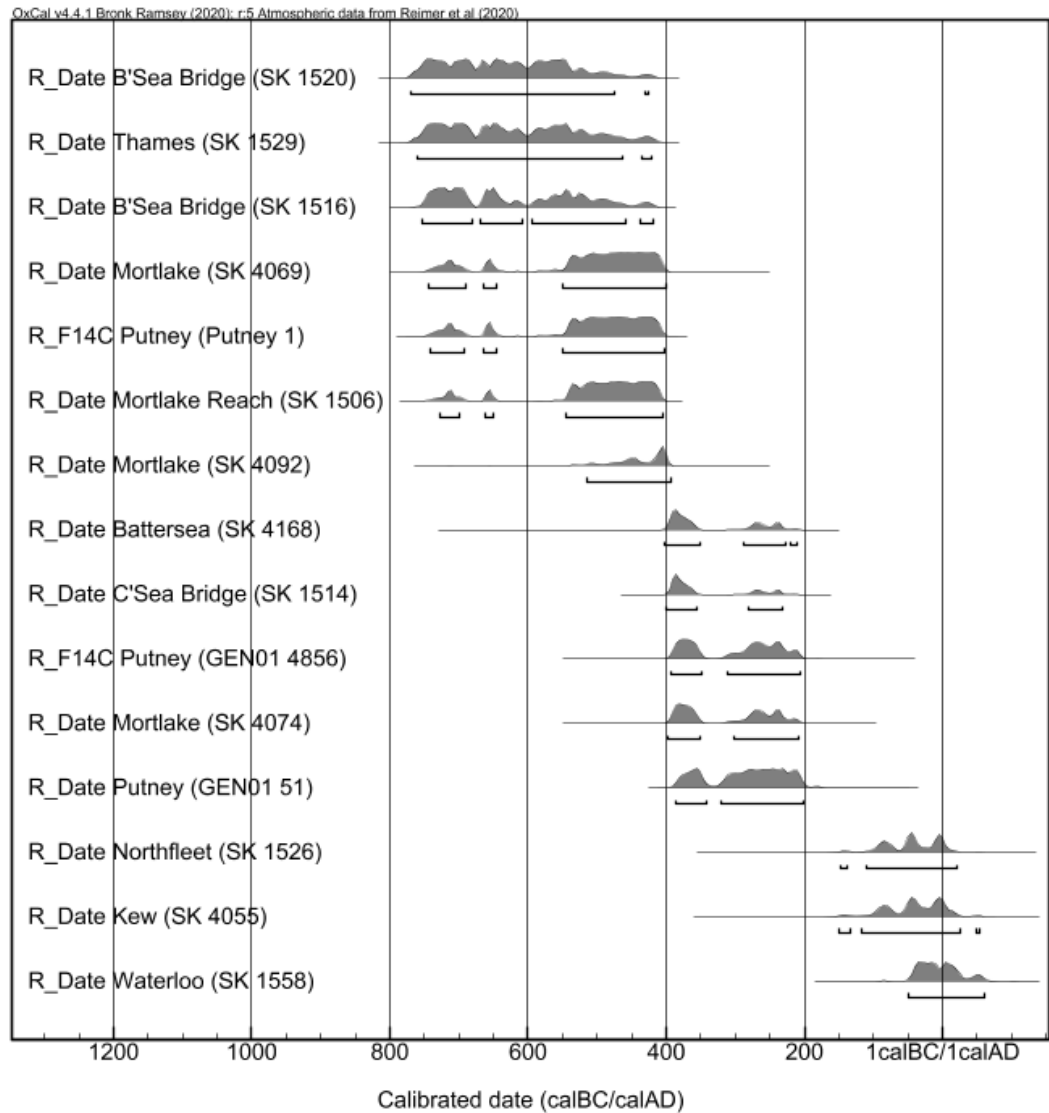 OxCal v4.4.1 Bronk Ramsey (2020); r:5 Atmospheric data from Reimer et al (2020)
R_Date B'Sea Bridge (SK 1520)
R_Date Thames (SK 1529)
R_Date B'Sea Bridge (SK 1516)
R_Date Mortlake (SK 4069)
R_F14C Putney (Putney 1)
R_Date Mortlake Reach (SK 1506)
R_Date Mortlake (SK 4092)
R_Date Battersea (SK 4168)
R_Date C'Sea Bridge (SK 1514)
R_F14C Putney (GEN01 4856)
R_Date Mortlake (SK 4074)
R_Date Putney (GEN01 51)
R_Date Northfleet (SK 1526)
R_Date Kew (SK 4055)
R_Date Waterloo (SK 1558)
1200 1000 800 600 400 200 1calBC/1calAD
Calibrated date (calBC/calAD)